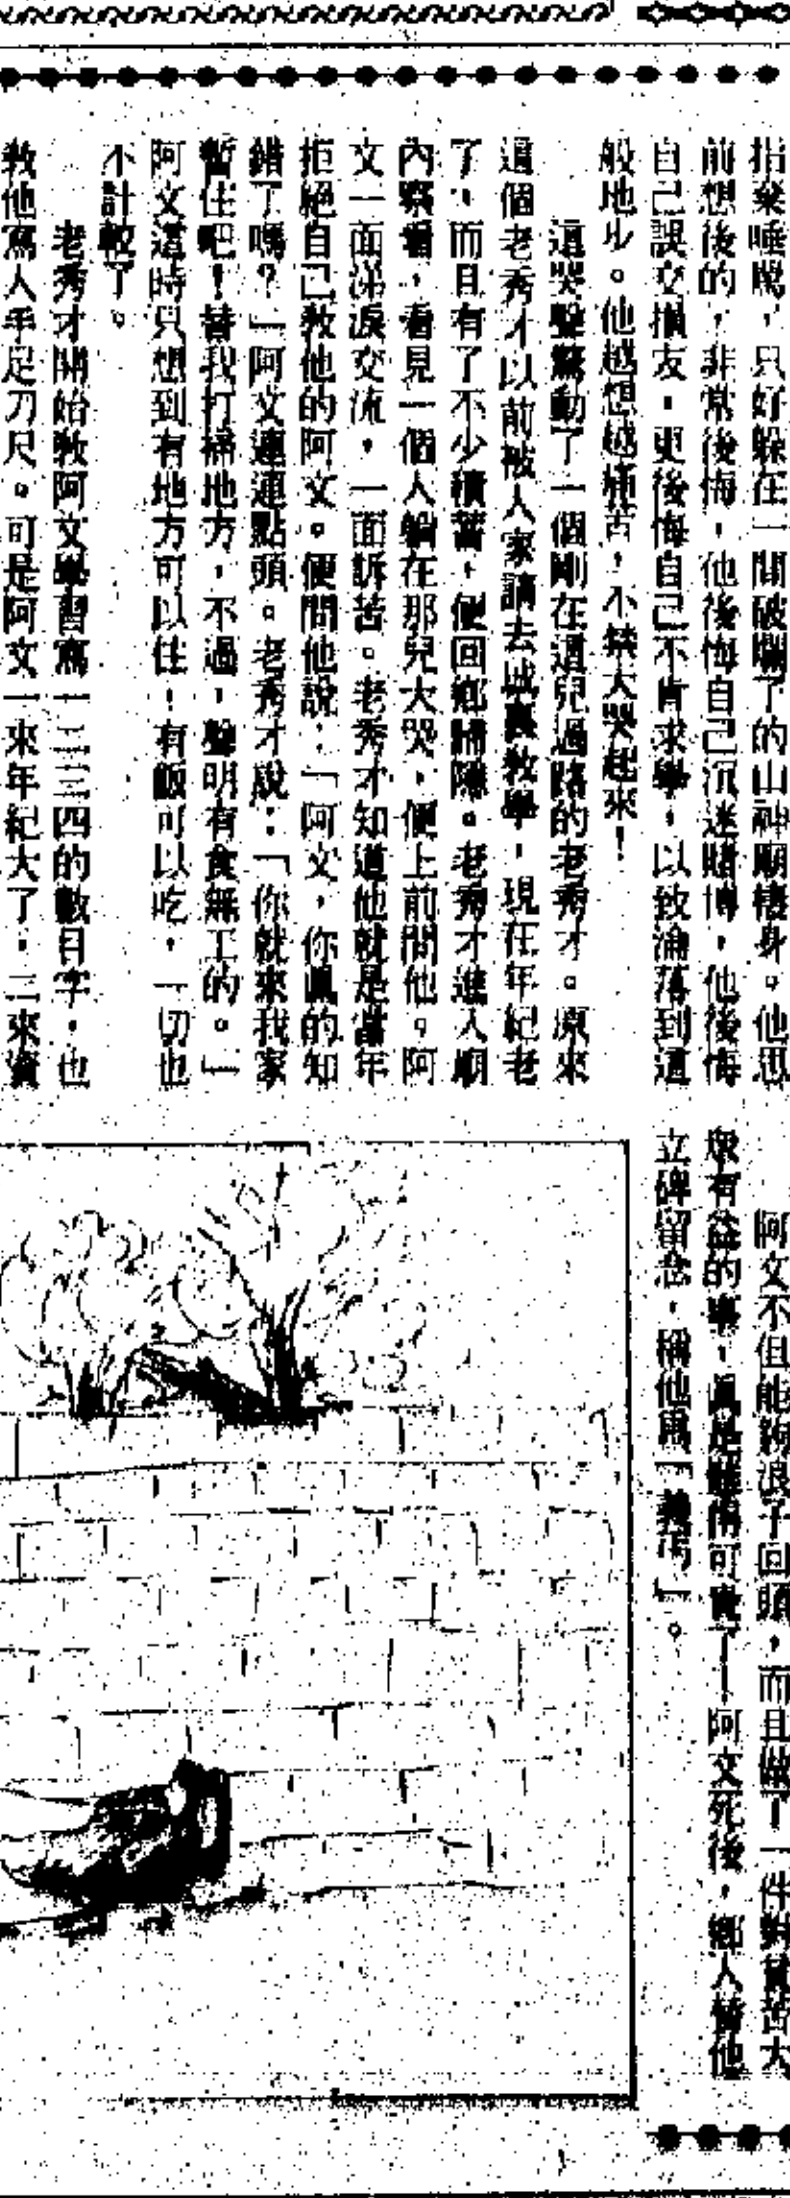 指棄唾罵，只好躲在一間破爛了的山神廟棲身。他思
前想後的，非常後悔，他後悔自己沉迷賭博，他後悔
自己誤交損友，更後悔自己不肯求學，以致淪落到這
般地步。他越想越痛苦，不禁大哭起來！
這哭聲驚動了一個剛在這兒過路的老秀才。原來
這個老秀才以前被人家請去城裏教學，現在年紀老
了，而且有了不少積蓄，便回鄉歸隱。老秀才進入廟
內察看，看見一個人躺在那兒大哭，便上前問他。阿
文一面涕淚交流，一面訴苦。老秀才知道他就是當年
拒絕自己教他的阿文。便問他說：「阿文，你眞的知
錯了嗎？」阿文連連點頭。老秀才說：「你就來我家
暫住吧！替我打掃地方，不過，聲明有食無工的。」
阿文這時只想到有地方可以住，有飯可以吃，一切也
不計較了。
老秀才開始敎阿文學習寫一二三四的數目字，也
敎他寫人手足刀尺。可是阿文一來年紀大了，二來資
阿文不但能夠浪子回頭，而且做了一件對貧苦大
衆有益的事，眞是難能可貴了！阿文死後，鄉人替他
立碑留念，稱他爲「義丐」。